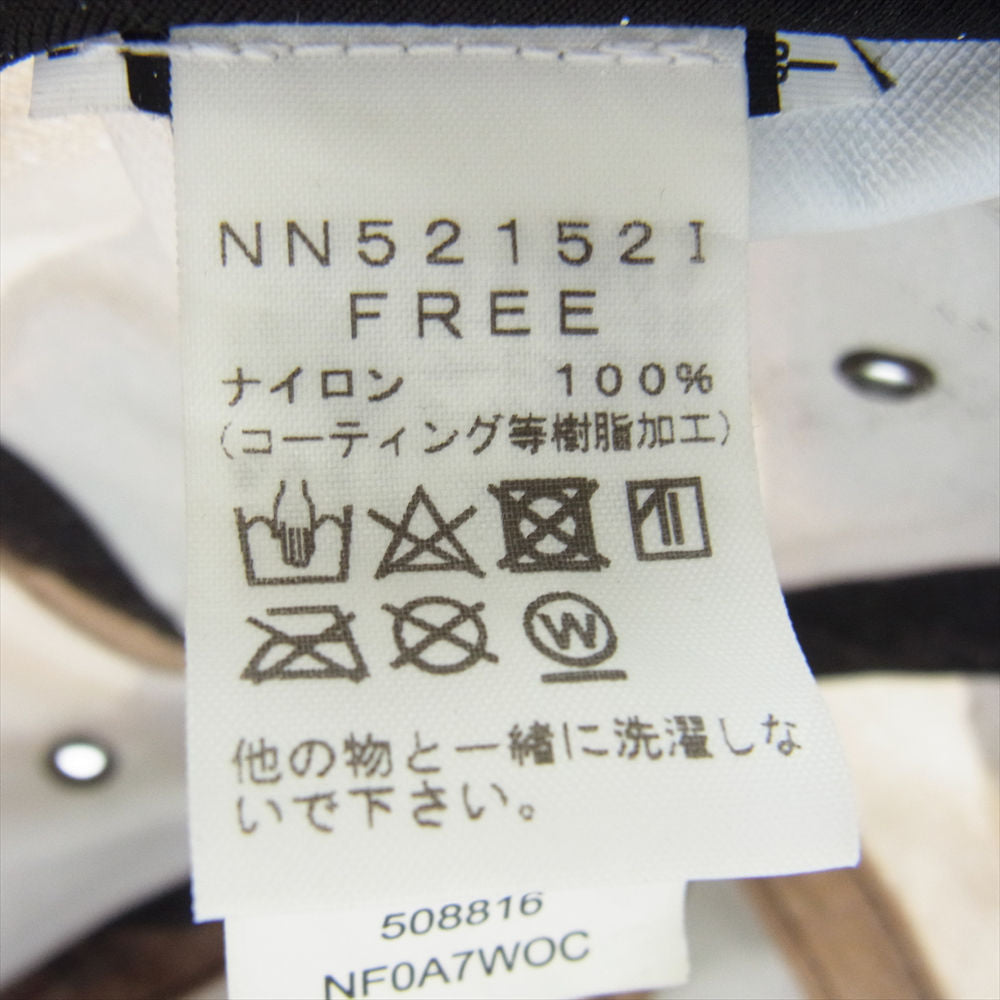 NN52152I
FREE
ナイロン 100%
(コーティング等樹脂加工)
W
他の物と一緒に洗濯しな
いで下さい。
508816
NF0A7WOC